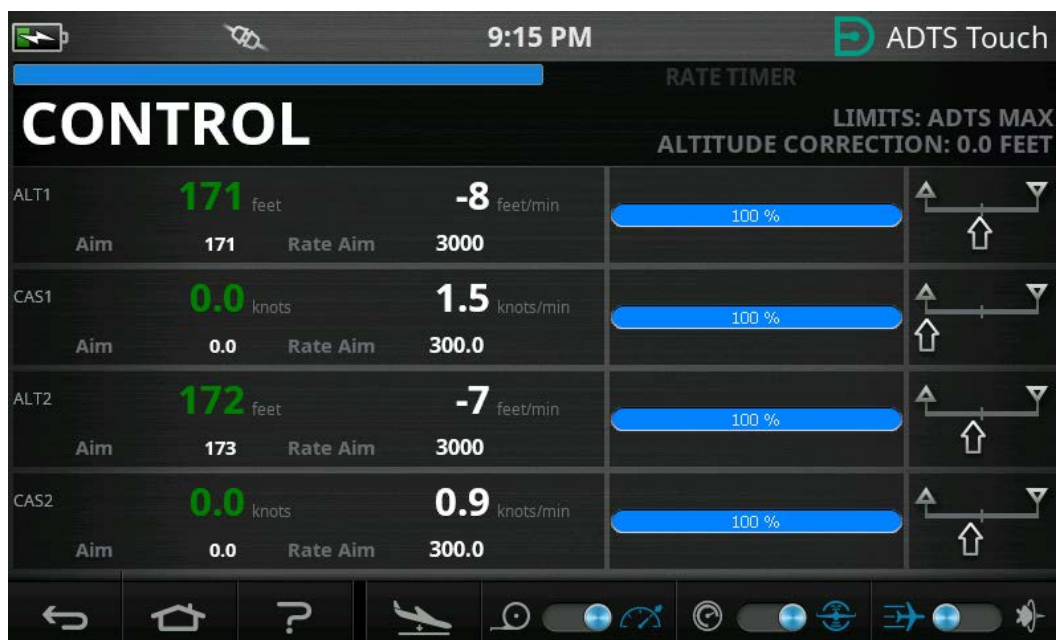 9:15 PM
ADTS Touch
RATE TIMER
CONTROL
LIMITS: ADTS MAX
ALTITUDE CORRECTION: 0.0 FEET
ALT1 171 feet -8 feet/min 100 %
Aim 171 Rate Aim 3000
CAS1 0.0 knots 1.5 knots/min 100 %
Aim 0.0 Rate Aim 300.0
ALT2 172 feet -7 feet/min 100 %
Aim 173 Rate Aim 3000
CAS2 0.0 knots 0.9 knots/min 100 %
Aim 0.0 Rate Aim 300.0